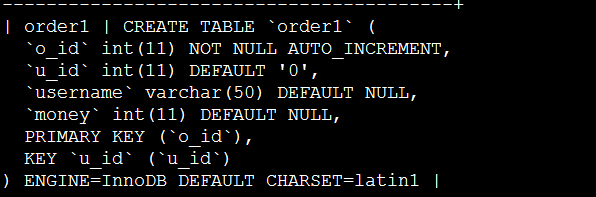 ----------------------------------------+
| order1 | CREATE TABLE `order1` (
  `o_id` int(11) NOT NULL AUTO_INCREMENT,
  `u_id` int(11) DEFAULT '0',
  `username` varchar(50) DEFAULT NULL,
  `money` int(11) DEFAULT NULL,
  PRIMARY KEY (`o_id`),
  KEY `u_id` (`u_id`)
) ENGINE=InnoDB DEFAULT CHARSET=latin1 |